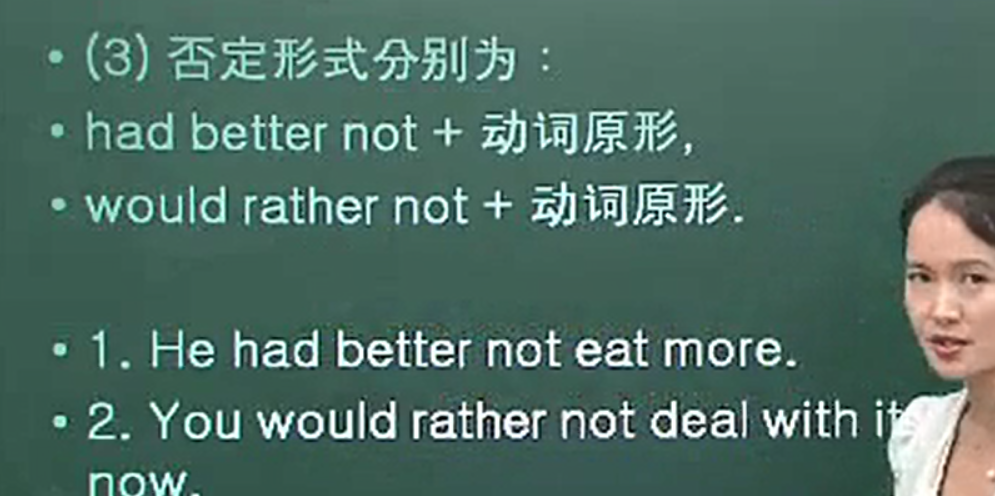 • (3) 否定形式分别为：
• had better not + 动词原形,
• would rather not + 动词原形.
• 1. He had better not eat more.
• 2. You would rather not deal with it
now.